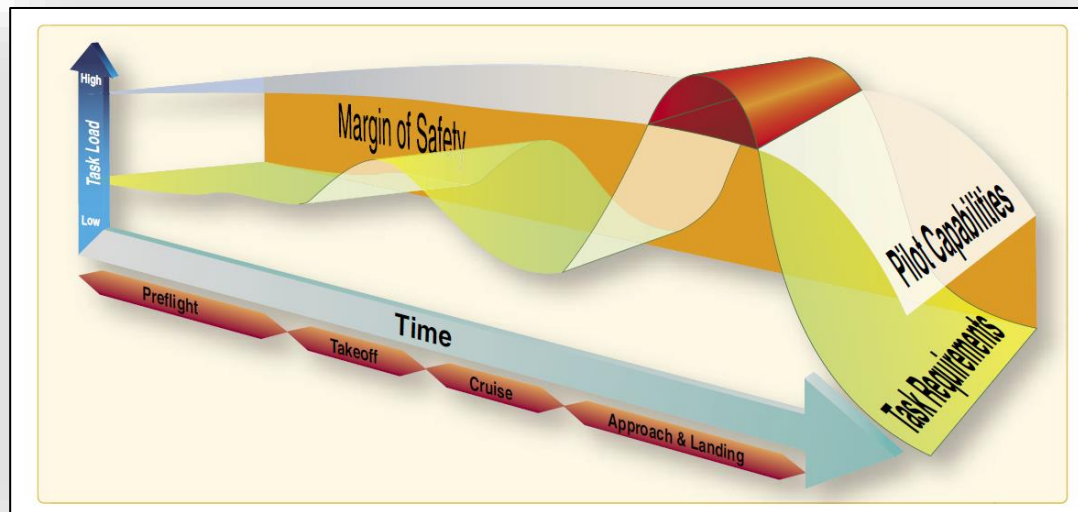 High
Task Load
Low
Margin of Safety
Pilot Capabilities
Task Requirements
Time
Preflight
Takeoff
Cruise
Approach & Landing